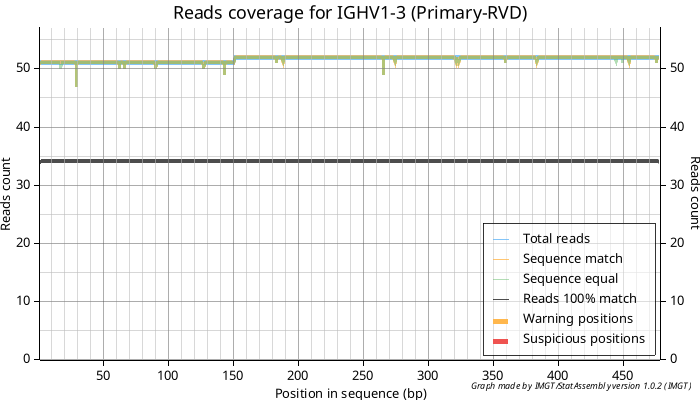 Reads coverage for IGHV1-3 (Primary-RVD)
50
40
30
20
10
0
50
40
30
20
10
0
Reads count
Reads count
Total reads
Sequence match
Sequence equal
Reads 100% match
Warning positions
Suspicious positions
50 100 150 200 250 300 350 400 450
Position in sequence (bp)
Graph made by IMGT/StatAssembly version 1.0.2 (IMGT)